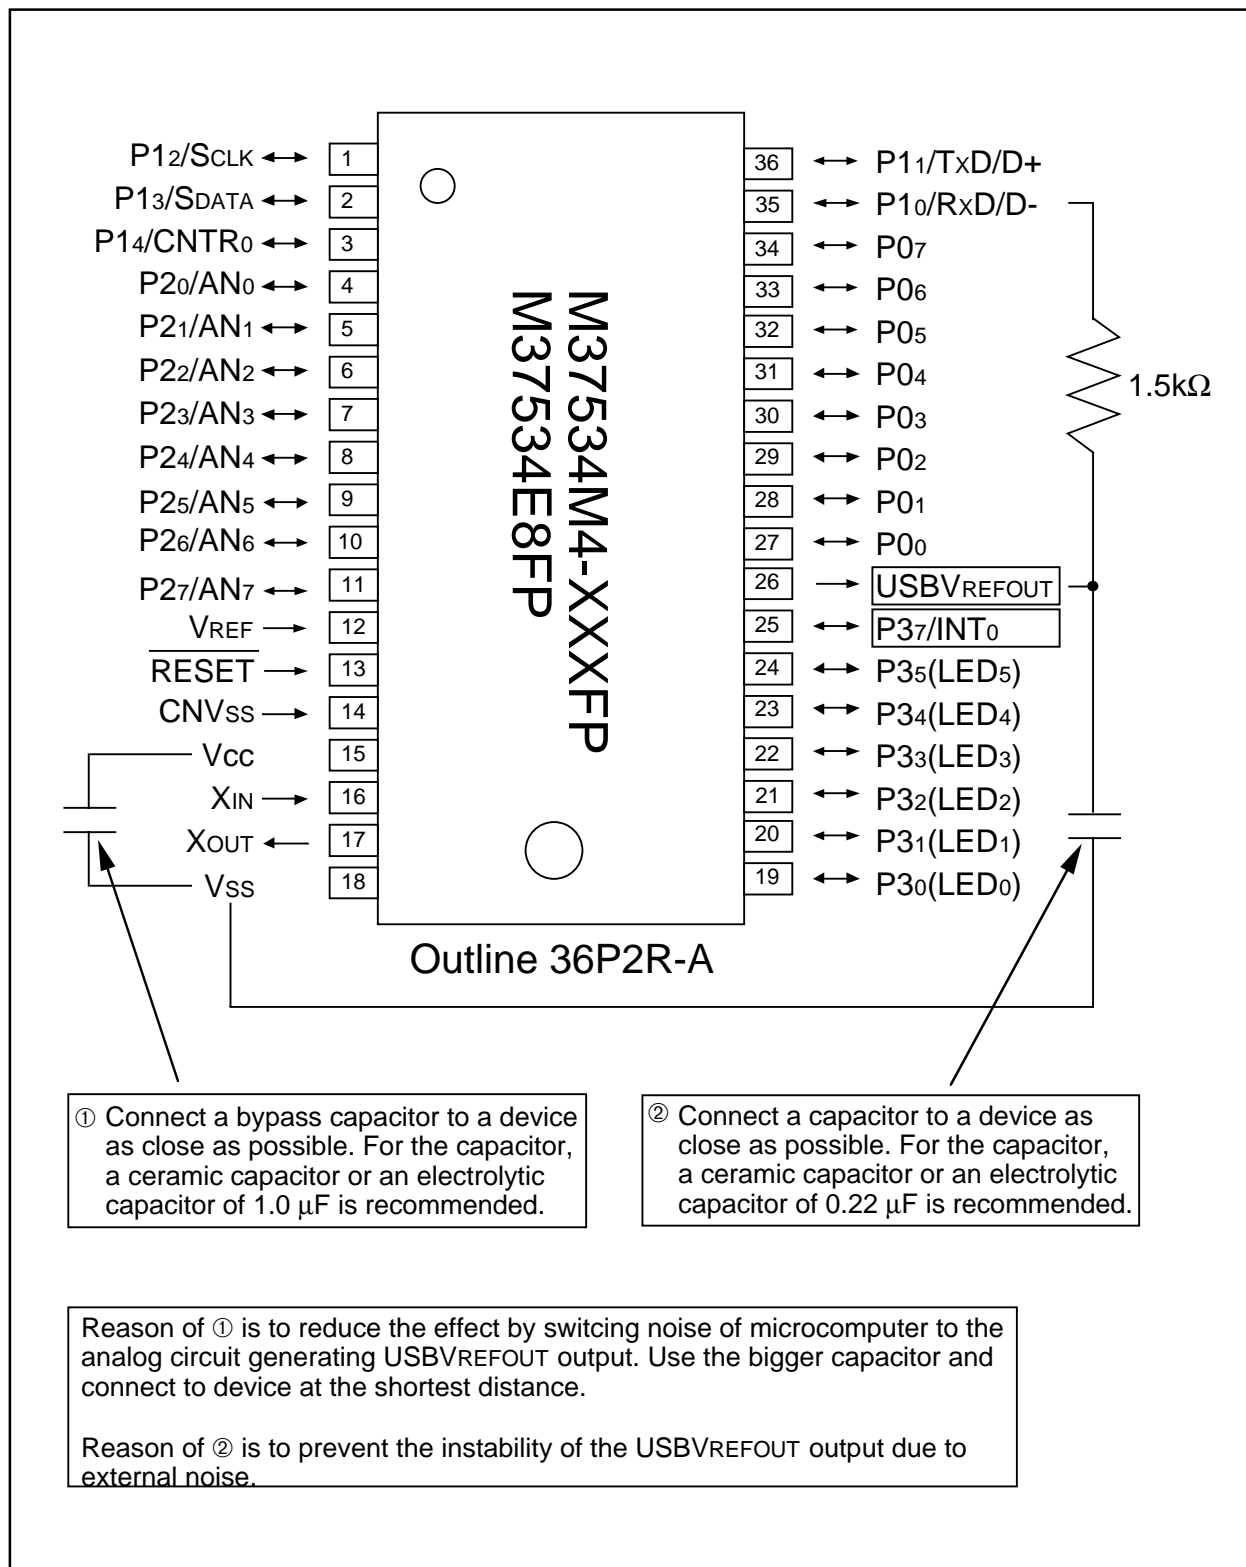 P12/SCLK
P13/SDATA
P14/CNTR0
P20/AN0
P21/AN1
P22/AN2
P23/AN3
P24/AN4
P25/AN5
P26/AN6
P27/AN7
VREF
RESET
CNVSS
Vcc
XIN
XOUT
VSS
1
2
3
4
5
6
7
8
9
10
11
12
13
14
15
16
17
18
M37534M4-XXXFP
M37534E8FP
36
35
34
33
32
31
30
29
28
27
26
25
24
23
22
21
20
19
P11/TXD/D+
P10/RXD/D-
P07
P06
P05
P04
P03
P02
P01
P00
USBVREFOUT
P37/INT0
P35(LED5)
P34(LED4)
P33(LED3)
P32(LED2)
P31(LED1)
P30(LED0)
1.5kΩ
Outline 36P2R-A
① Connect a bypass capacitor to a device
as close as possible. For the capacitor,
a ceramic capacitor or an electrolytic
capacitor of 1.0 μF is recommended.
② Connect a capacitor to a device as
close as possible. For the capacitor,
a ceramic capacitor or an electrolytic
capacitor of 0.22 μF is recommended.
Reason of ① is to reduce the effect by switcing noise of microcomputer to the
analog circuit generating USBVREFOUT output. Use the bigger capacitor and
connect to device at the shortest distance.
Reason of ② is to prevent the instability of the USBVREFOUT output due to
external noise.